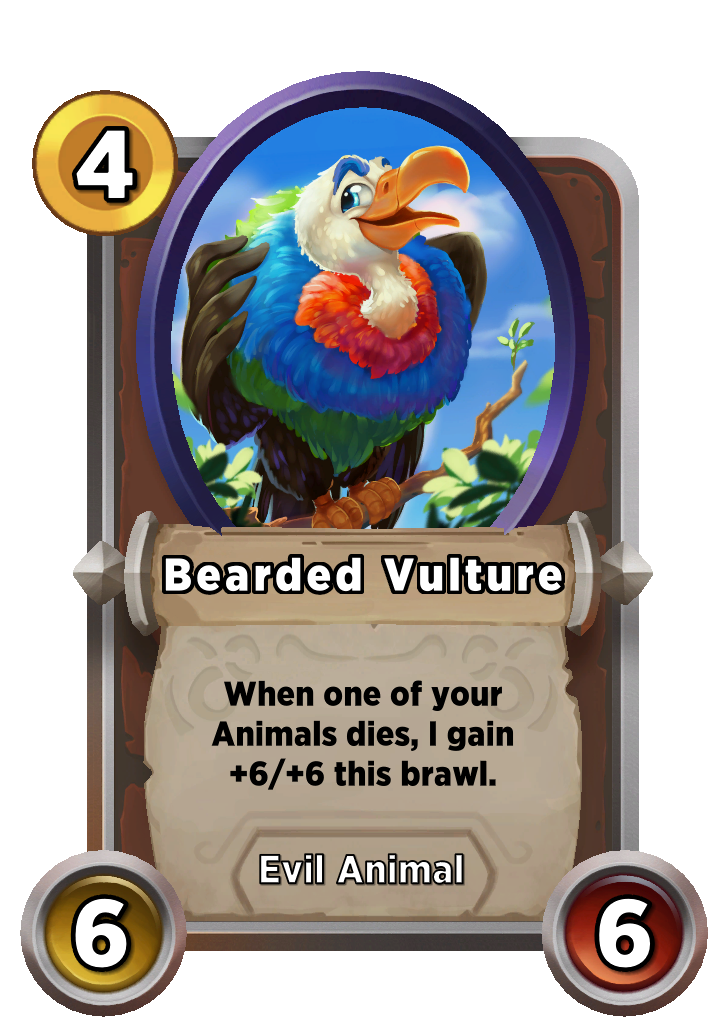 4
Bearded Vulture
When one of your
Animals dies, I gain
+6/+6 this brawl.
Evil Animal
6
6